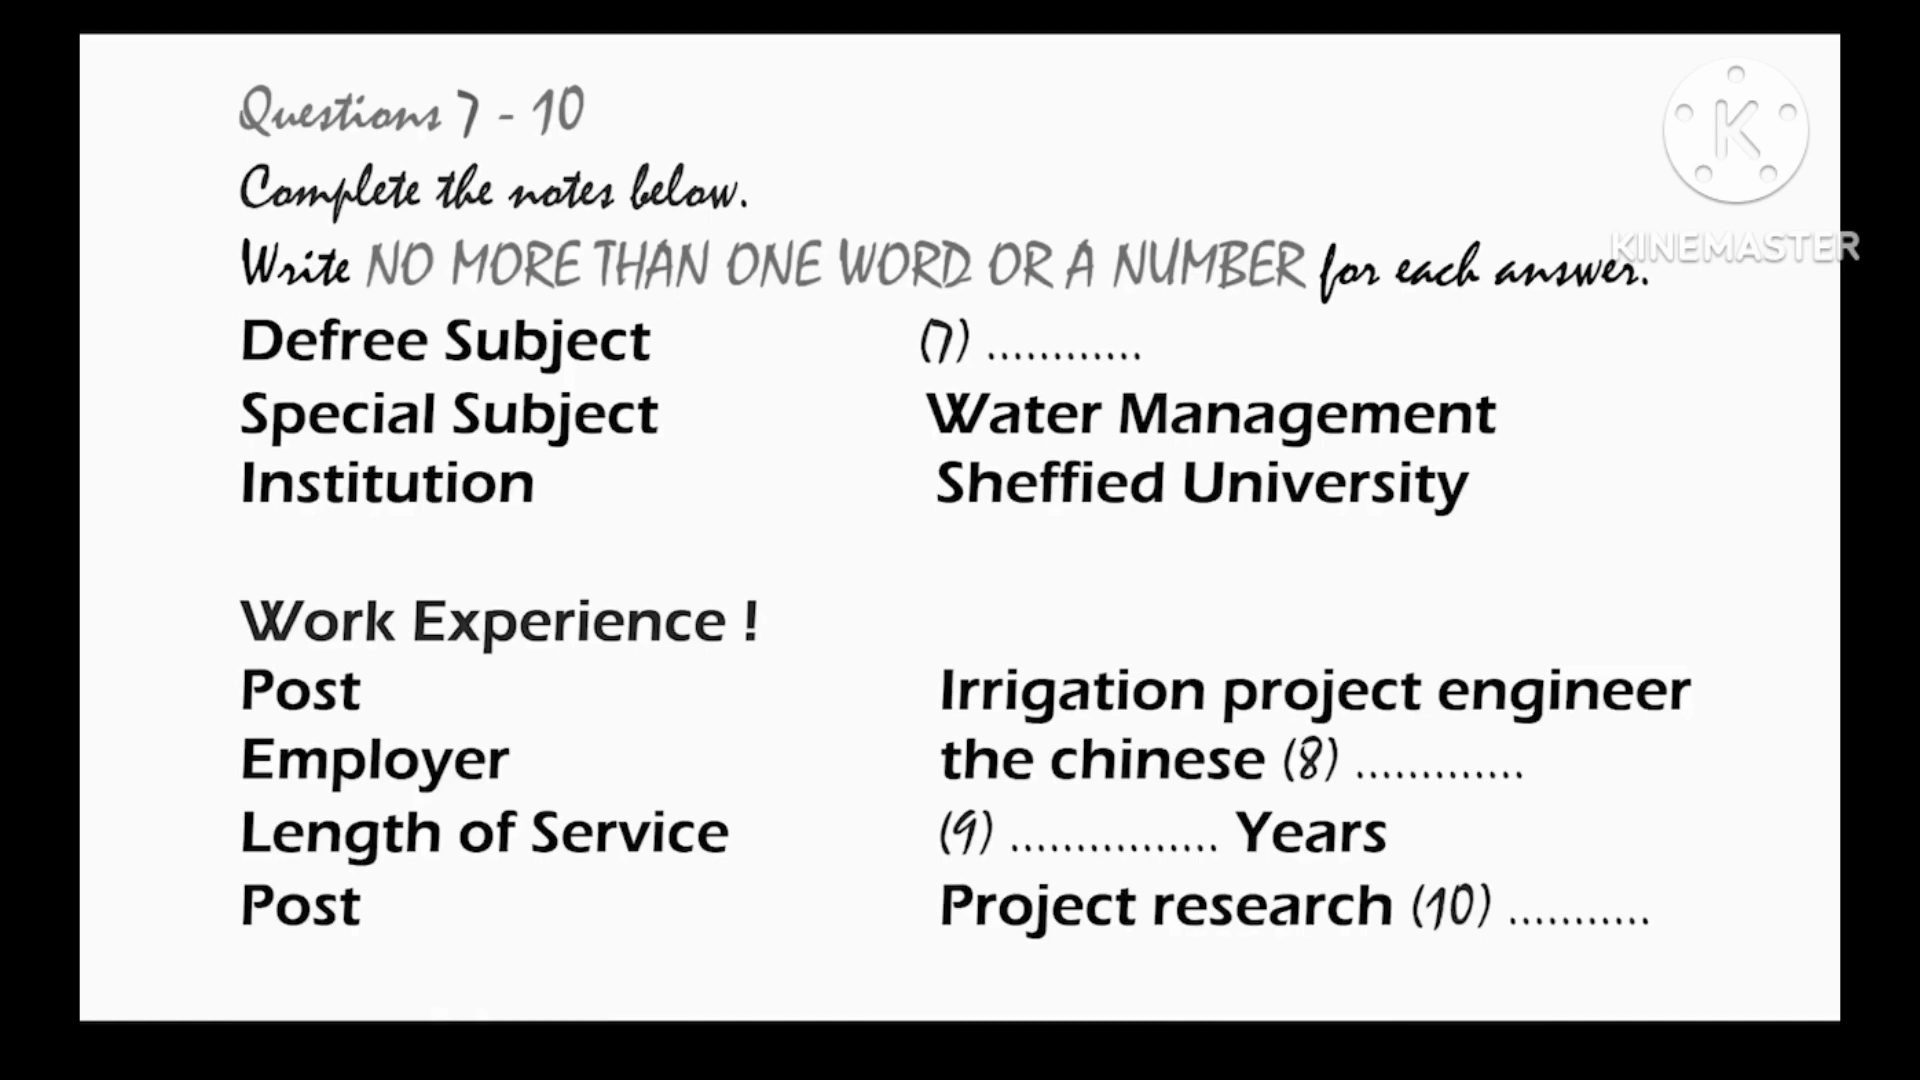 Questions 7 - 10
Complete the notes below.
Write NO MORE THAN ONE WORD OR A NUMBER for each answer.
KINEMASTER
Defree Subject (7) ............
Special Subject Water Management
Institution Sheffied University
Work Experience !
Post Irrigation project engineer
Employer the chinese (8) .............
Length of Service (9) ................ Years
Post Project research (10) ...........